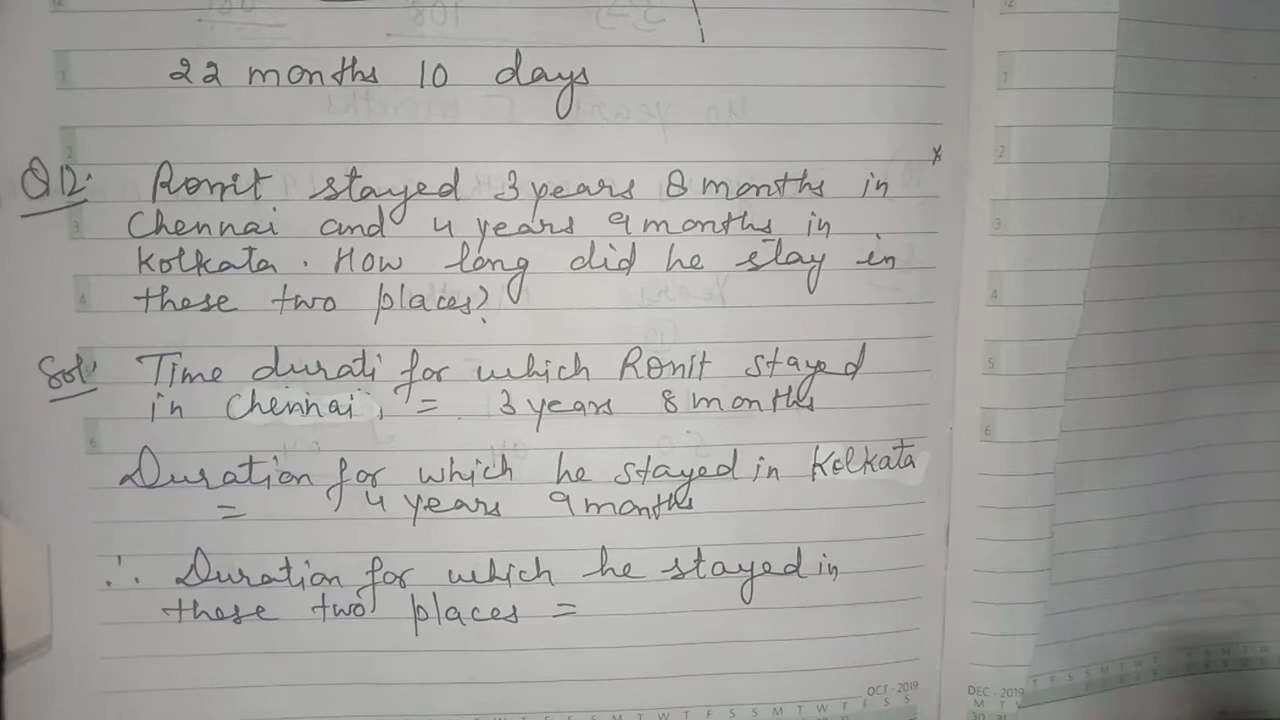 22 months 10 days
Q12. Ronit stayed 3 years 8 months in
Chennai and 4 years 9 months in
Kolkata. How long did he stay in
these two places?
Sol: Time durati for which Ronit stayed
in Chennai, = 3 years 8 months
Duration for which he stayed in Kolkata
= 4 years 9 months
∴ Duration for which he stayed in
these two places =
OCT - 2019
DEC - 2019